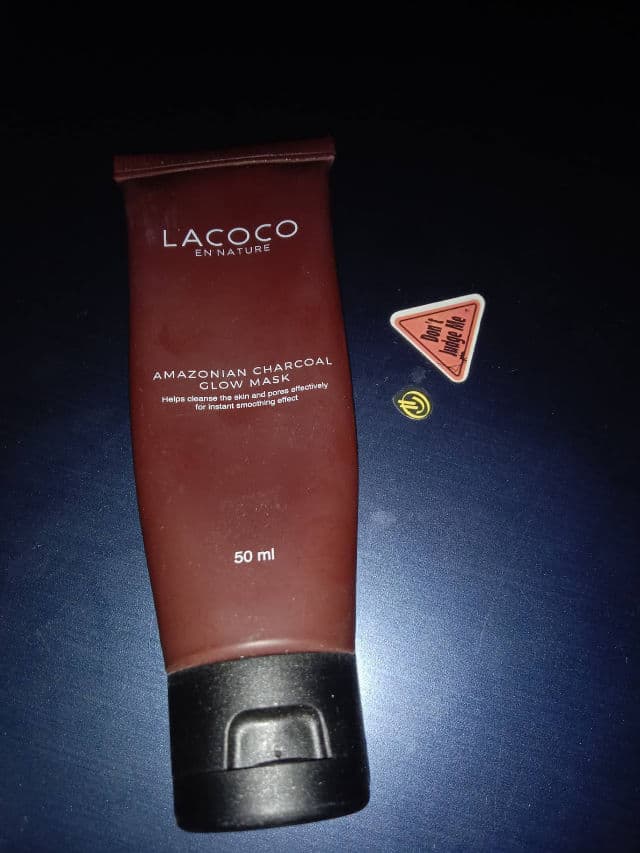 LACOCO
EN NATURE
AMAZONIAN CHARCOAL
GLOW MASK
Helps cleanse the skin and pores effectively
for instant smoothing effect
50 ml
Don't
Judge Me